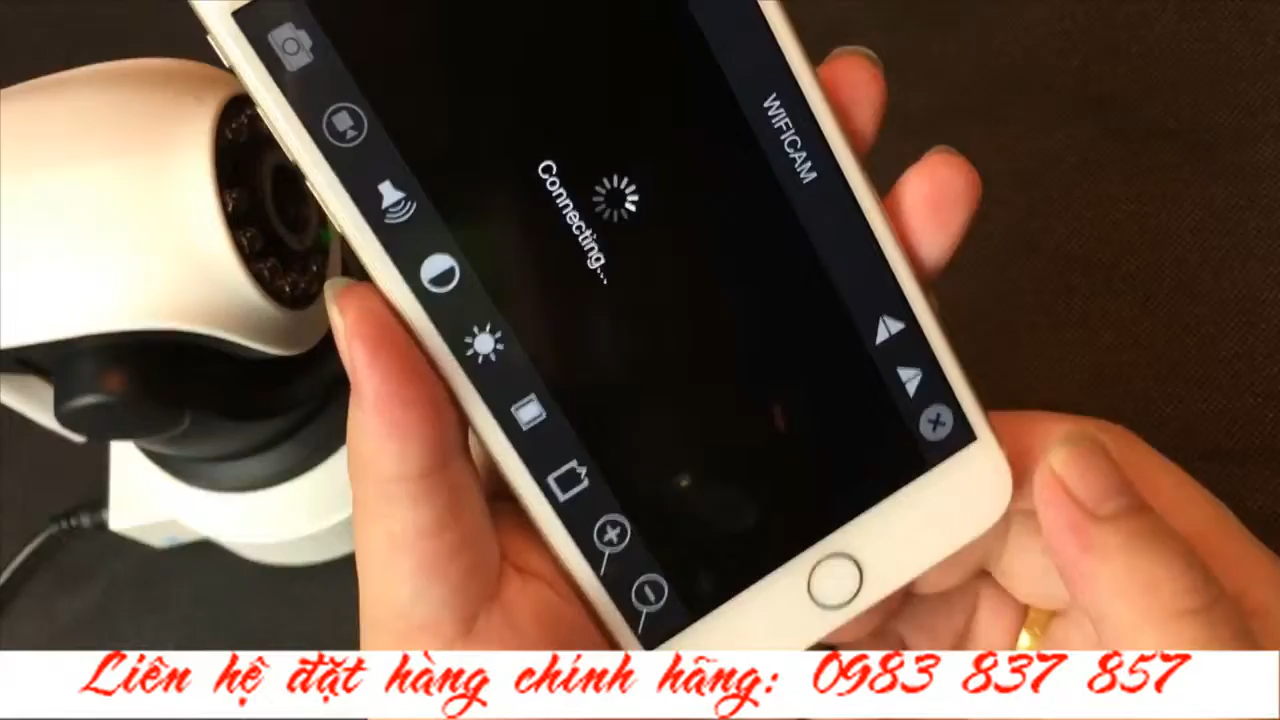 WIFICAM
Connecting...
Liên hệ đặt hàng chính hãng: 0983 837 857